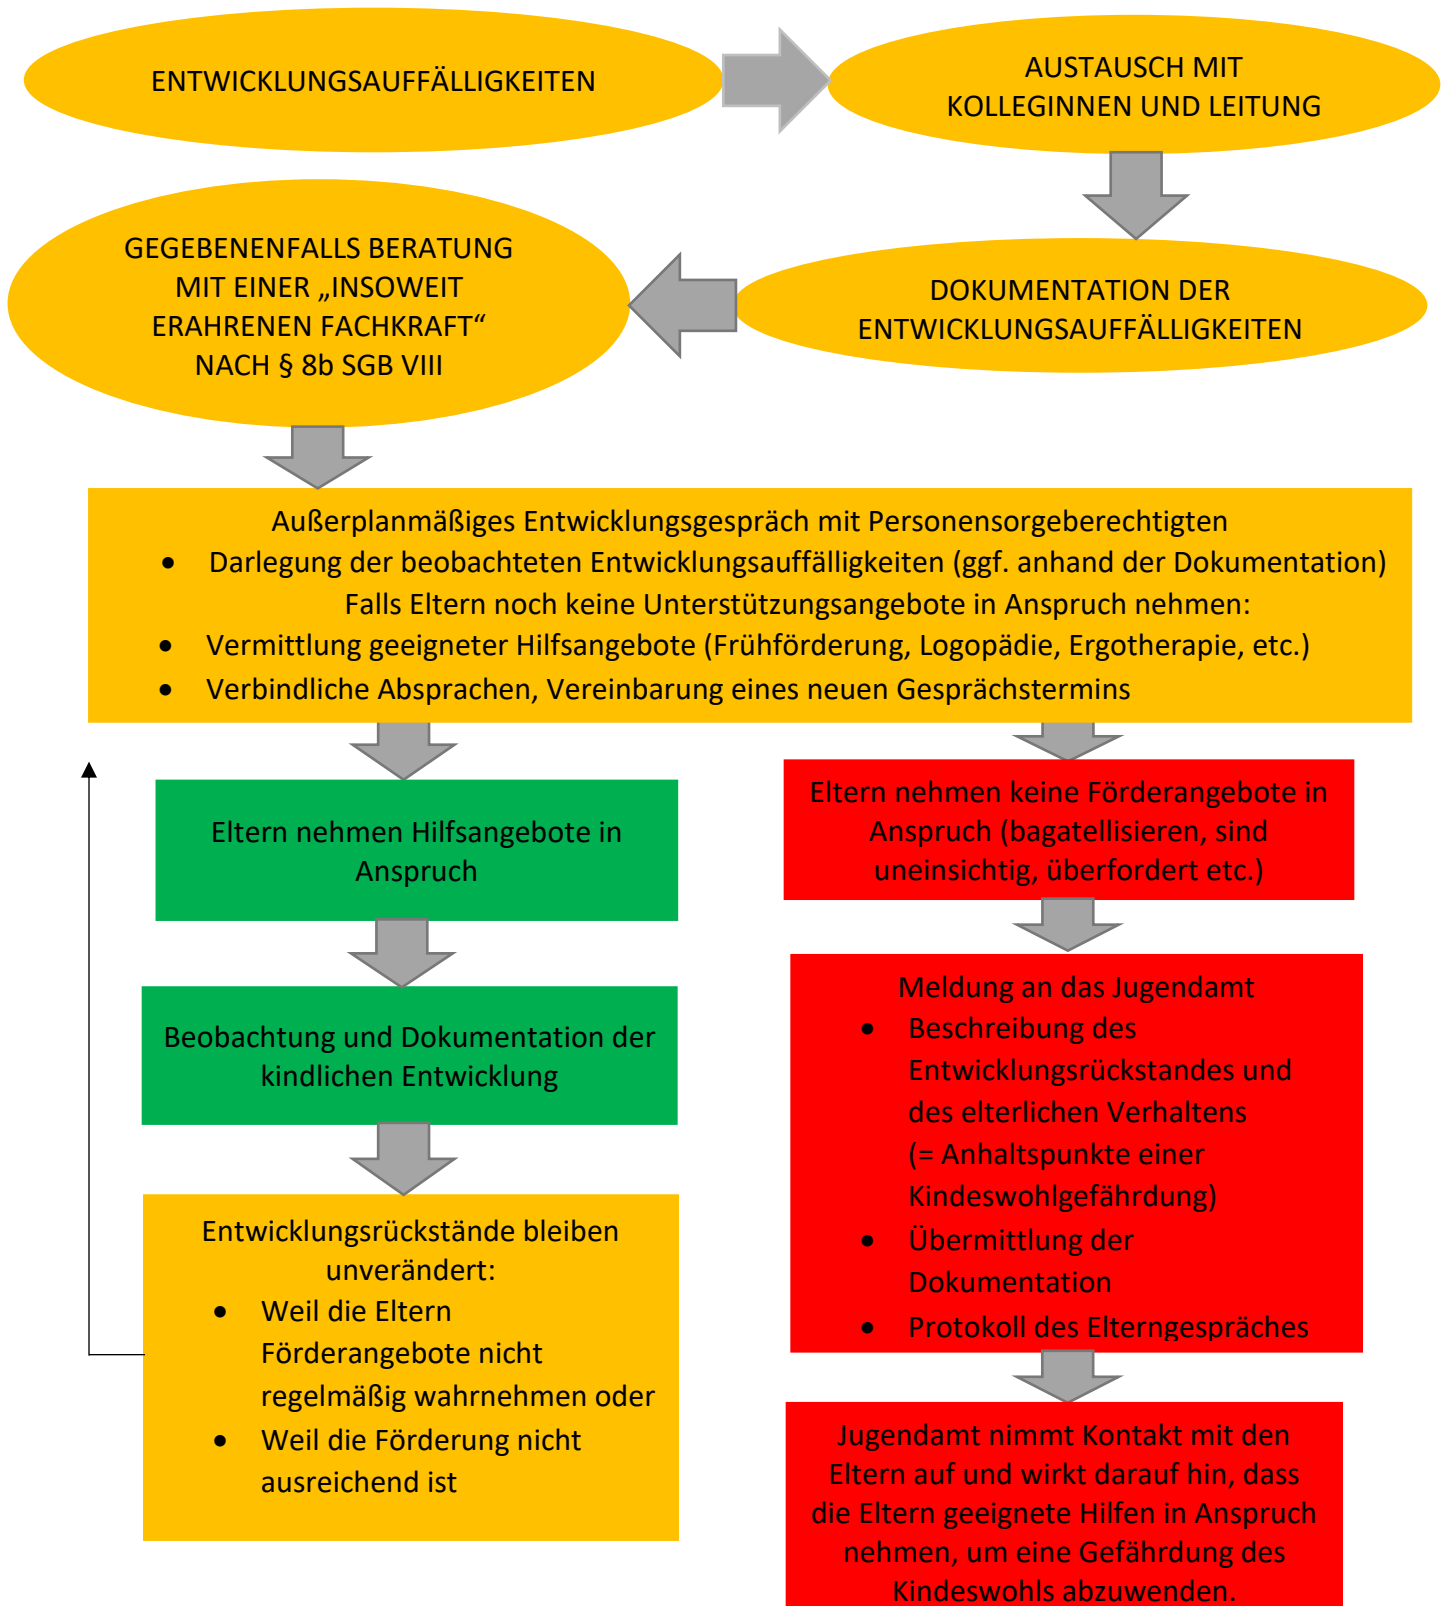 ENTWICKLUNGSAUFFÄLLIGKEITEN
AUSTAUSCH MIT
KOLLEGINNEN UND LEITUNG
DOKUMENTATION DER
ENTWICKLUNGSAUFFÄLLIGKEITEN
GEGEBENENFALLS BERATUNG
MIT EINER „INSOWEIT
ERAHRENEN FACHKRAFT“
NACH § 8b SGB VIII
Außerplanmäßiges Entwicklungsgespräch mit Personensorgeberechtigten
• Darlegung der beobachteten Entwicklungsauffälligkeiten (ggf. anhand der Dokumentation)
Falls Eltern noch keine Unterstützungsangebote in Anspruch nehmen:
• Vermittlung geeigneter Hilfsangebote (Frühförderung, Logopädie, Ergotherapie, etc.)
• Verbindliche Absprachen, Vereinbarung eines neuen Gesprächstermins
Eltern nehmen Hilfsangebote in
Anspruch
Beobachtung und Dokumentation der
kindlichen Entwicklung
Entwicklungsrückstände bleiben
unverändert:
• Weil die Eltern
Förderangebote nicht
regelmäßig wahrnehmen oder
• Weil die Förderung nicht
ausreichend ist
Eltern nehmen keine Förderangebote in
Anspruch (bagatellisieren, sind
uneinsichtig, überfordert etc.)
Meldung an das Jugendamt
• Beschreibung des
Entwicklungsrückstandes und
des elterlichen Verhaltens
(= Anhaltspunkte einer
Kindeswohlgefährdung)
• Übermittlung der
Dokumentation
• Protokoll des Elterngespräches
Jugendamt nimmt Kontakt mit den
Eltern auf und wirkt darauf hin, dass
die Eltern geeignete Hilfen in Anspruch
nehmen, um eine Gefährdung des
Kindeswohls abzuwenden.